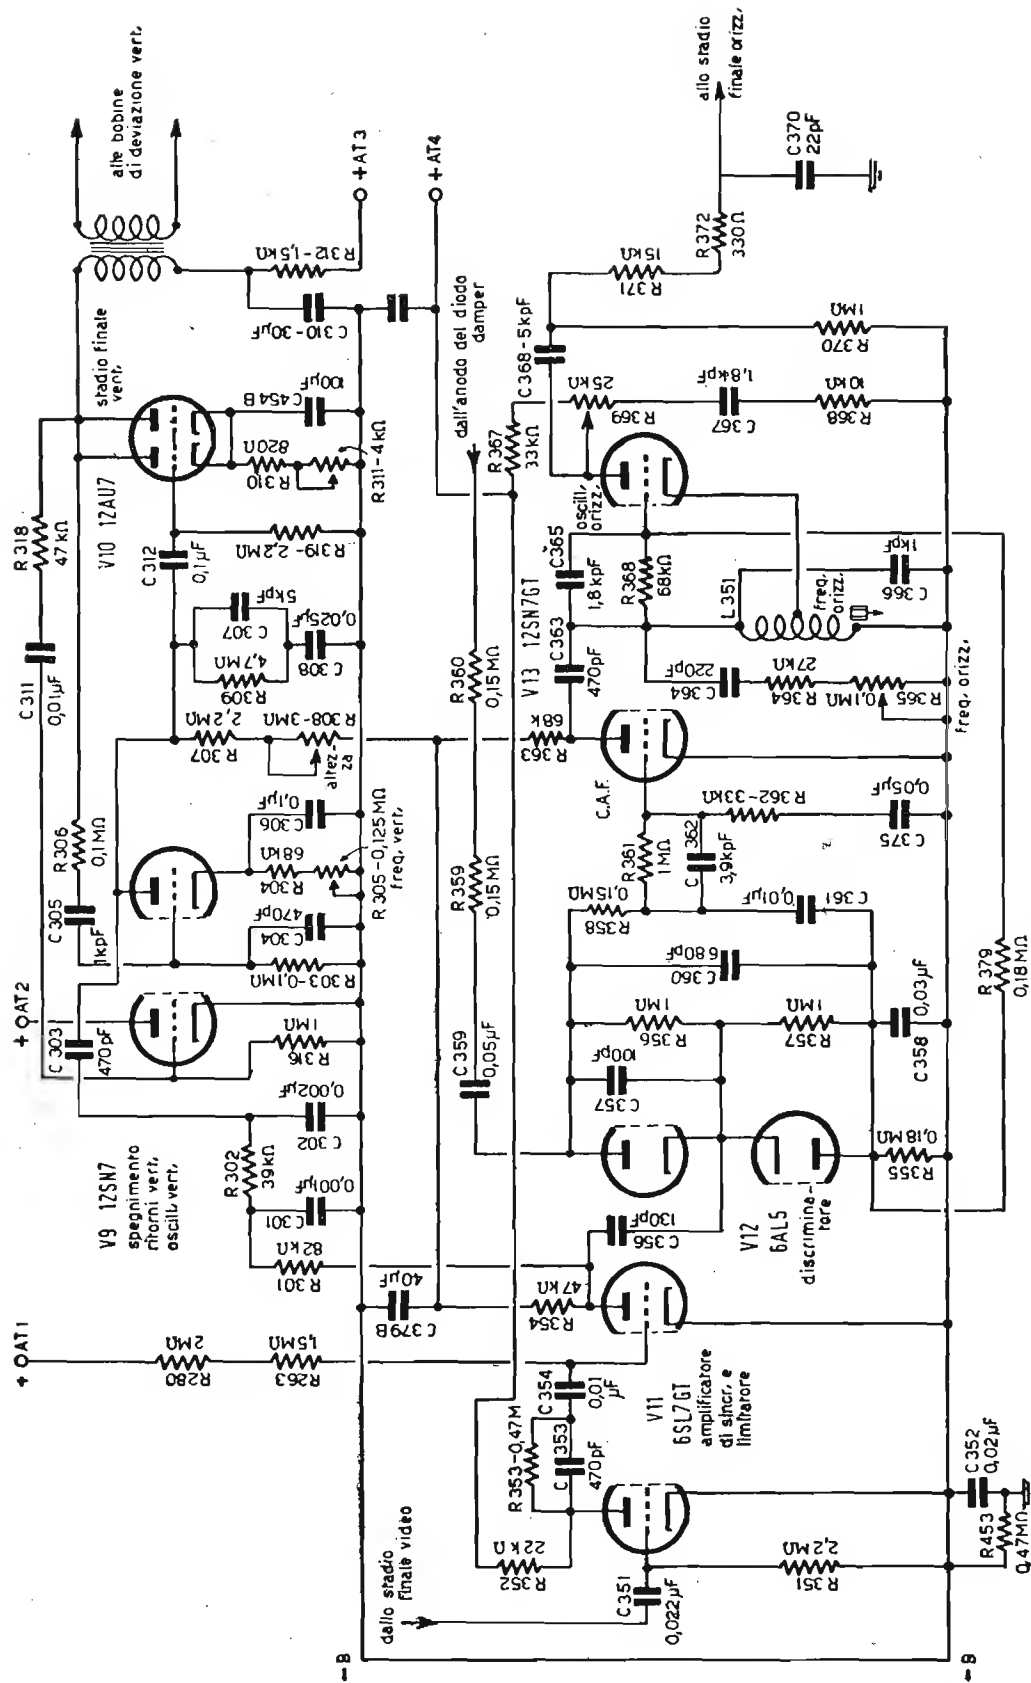 +OAT1
R280
2MΩ
R263
1,5MΩ
V9 12SN7
spegnimento
ritorni vert,
oscill, vert,
R301
82kΩ
C301
0,001µF
R302
39kΩ
C302
0,002µF
+OAT2
C303
470pF
R316
1MΩ
R303-0,1MΩ
C304
470pF
C305
1kpF
R306
0,1MΩ
R304
68kΩ
R305-0,125MΩ
freq, vert,
C306
0,1µF
C311
0,01µF
R318
47kΩ
R307
2,2MΩ
R308-3MΩ
altez-
za
R309
4,7MΩ
C307
5kpF
C308
0,025µF
C312
0,1µF
R319-2,2MΩ
V10 12AU7
stadio finale
vert,
R310
820Ω
R311-4kΩ
C454B
100µF
C310-30µF
R312-1,5kΩ
alle bobine
di deviazione vert,
+AT3
+AT4
-B
C379B
40µF
dallo stadio
finale video
C351
0,022µF
R352
22kΩ
R353-0,47M
C 353
470pF
C354
0,01
µF
V11
6SL7GT
amplificatore
di sincr, e
limitatore
R351
2,2MΩ
R453
0,47MΩ
C352
0,02µF
-B
R354
47kΩ
C356
130pF
C359
0,05µF
R359
0,15MΩ
R360
0,15MΩ
dall'anodo del diodo
damper
V12
6AL5
discrimina-
tore
C357
100pF
R356
1MΩ
R357
1MΩ
R355
0,18MΩ
C358
0,03µF
C360
680pF
R358
0,15MΩ
C361
0,01µF
R361
1MΩ
C 362
3,9kpF
R362-33kΩ
C375
0,05µF
R379
0,18MΩ
C.A.F.
R363
68k
V13 12SN7GT
C363
470pF
C364
220pF
R364
27kΩ
R365
0,1MΩ
freq, orizz,
C365
1,8kpF
R368
68kΩ
L351
freq,
orizz,
C366
1kpF
oscill,
orizz,
R367
33kΩ
C368-5kpF
R369
25kΩ
C367
1,8kpF
R368
10kΩ
R370
1MΩ
R371
15kΩ
R372
330Ω
C370
22pF
allo stadio
finale orizz,